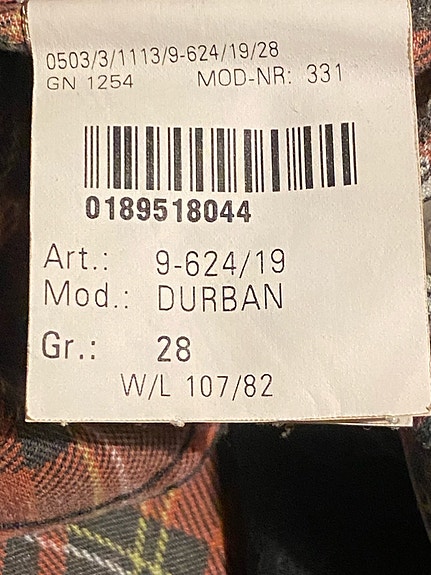 0503/3/1113/9-624/19/28
GN 1254 MOD-NR: 331
0189518044
Art.: 9-624/19
Mod.: DURBAN
Gr.: 28
W/L 107/82